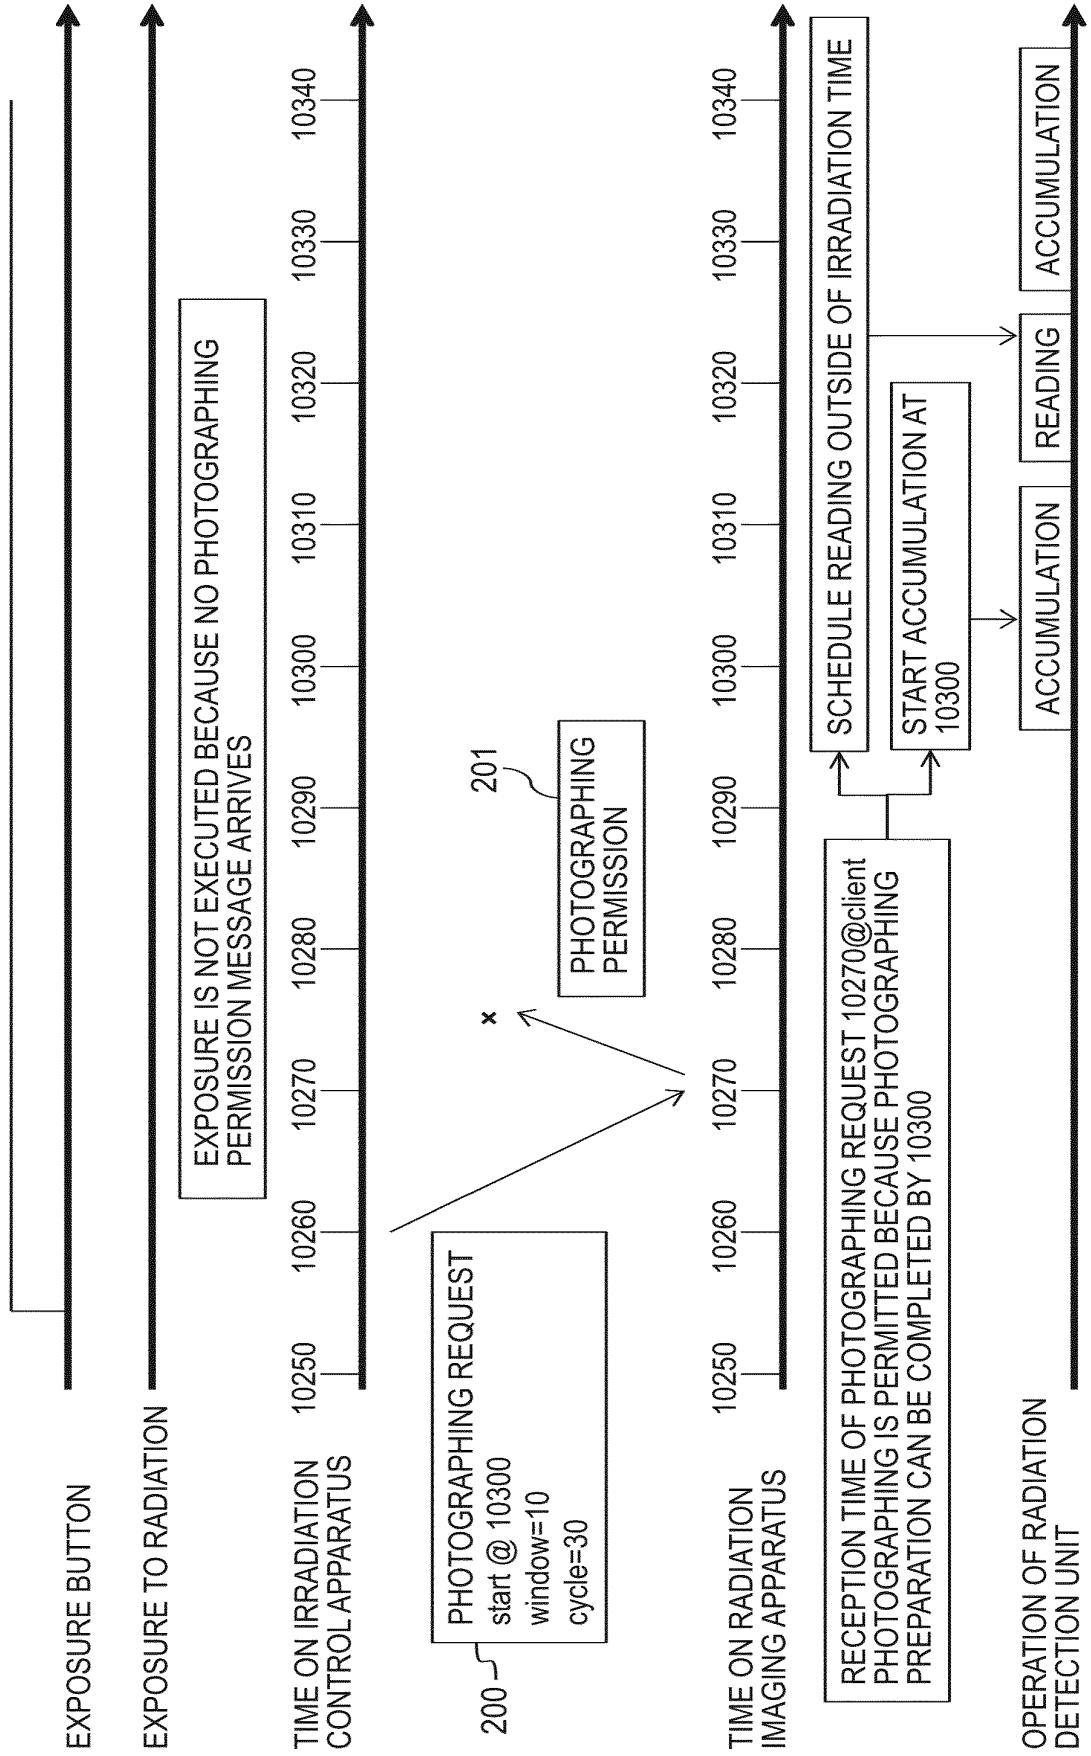 EXPOSURE BUTTON
EXPOSURE TO RADIATION
EXPOSURE IS NOT EXECUTED BECAUSE NO PHOTOGRAPHING
PERMISSION MESSAGE ARRIVES
TIME ON IRRADIATION
CONTROL APPARATUS
10250 10260 10270 10280 10290 10300 10310 10320 10330 10340
200
PHOTOGRAPHING REQUEST
start @ 10300
window=10
cycle=30
x
201
PHOTOGRAPHING
PERMISSION
TIME ON RADIATION
IMAGING APPARATUS
10250 10260 10270 10280 10290 10300 10310 10320 10330 10340
RECEPTION TIME OF PHOTOGRAPHING REQUEST 10270@client
PHOTOGRAPHING IS PERMITTED BECAUSE PHOTOGRAPHING
PREPARATION CAN BE COMPLETED BY 10300
SCHEDULE READING OUTSIDE OF IRRADIATION TIME
START ACCUMULATION AT
10300
OPERATION OF RADIATION
DETECTION UNIT
ACCUMULATION
READING
ACCUMULATION